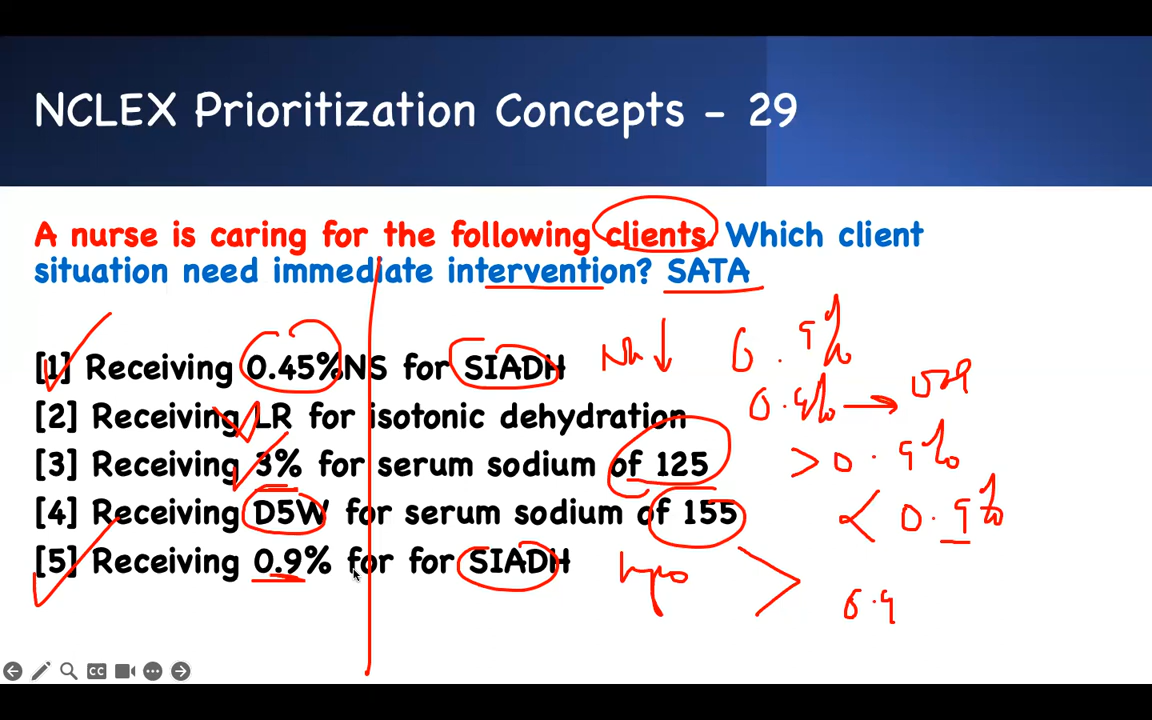 NCLEX Prioritization Concepts - 29
A nurse is caring for the following clients. Which client
situation need immediate intervention? SATA
[1] Receiving 0.45%NS for SIADH
[2] Receiving LR for isotonic dehydration
[3] Receiving 3% for serum sodium of 125
[4] Receiving D5W for serum sodium of 155
[5] Receiving 0.9% for for SIADH
Na ↓ 0.9%
0.9% → vol
> 0.9%
< 0.9%
hypo > 0.9
CC